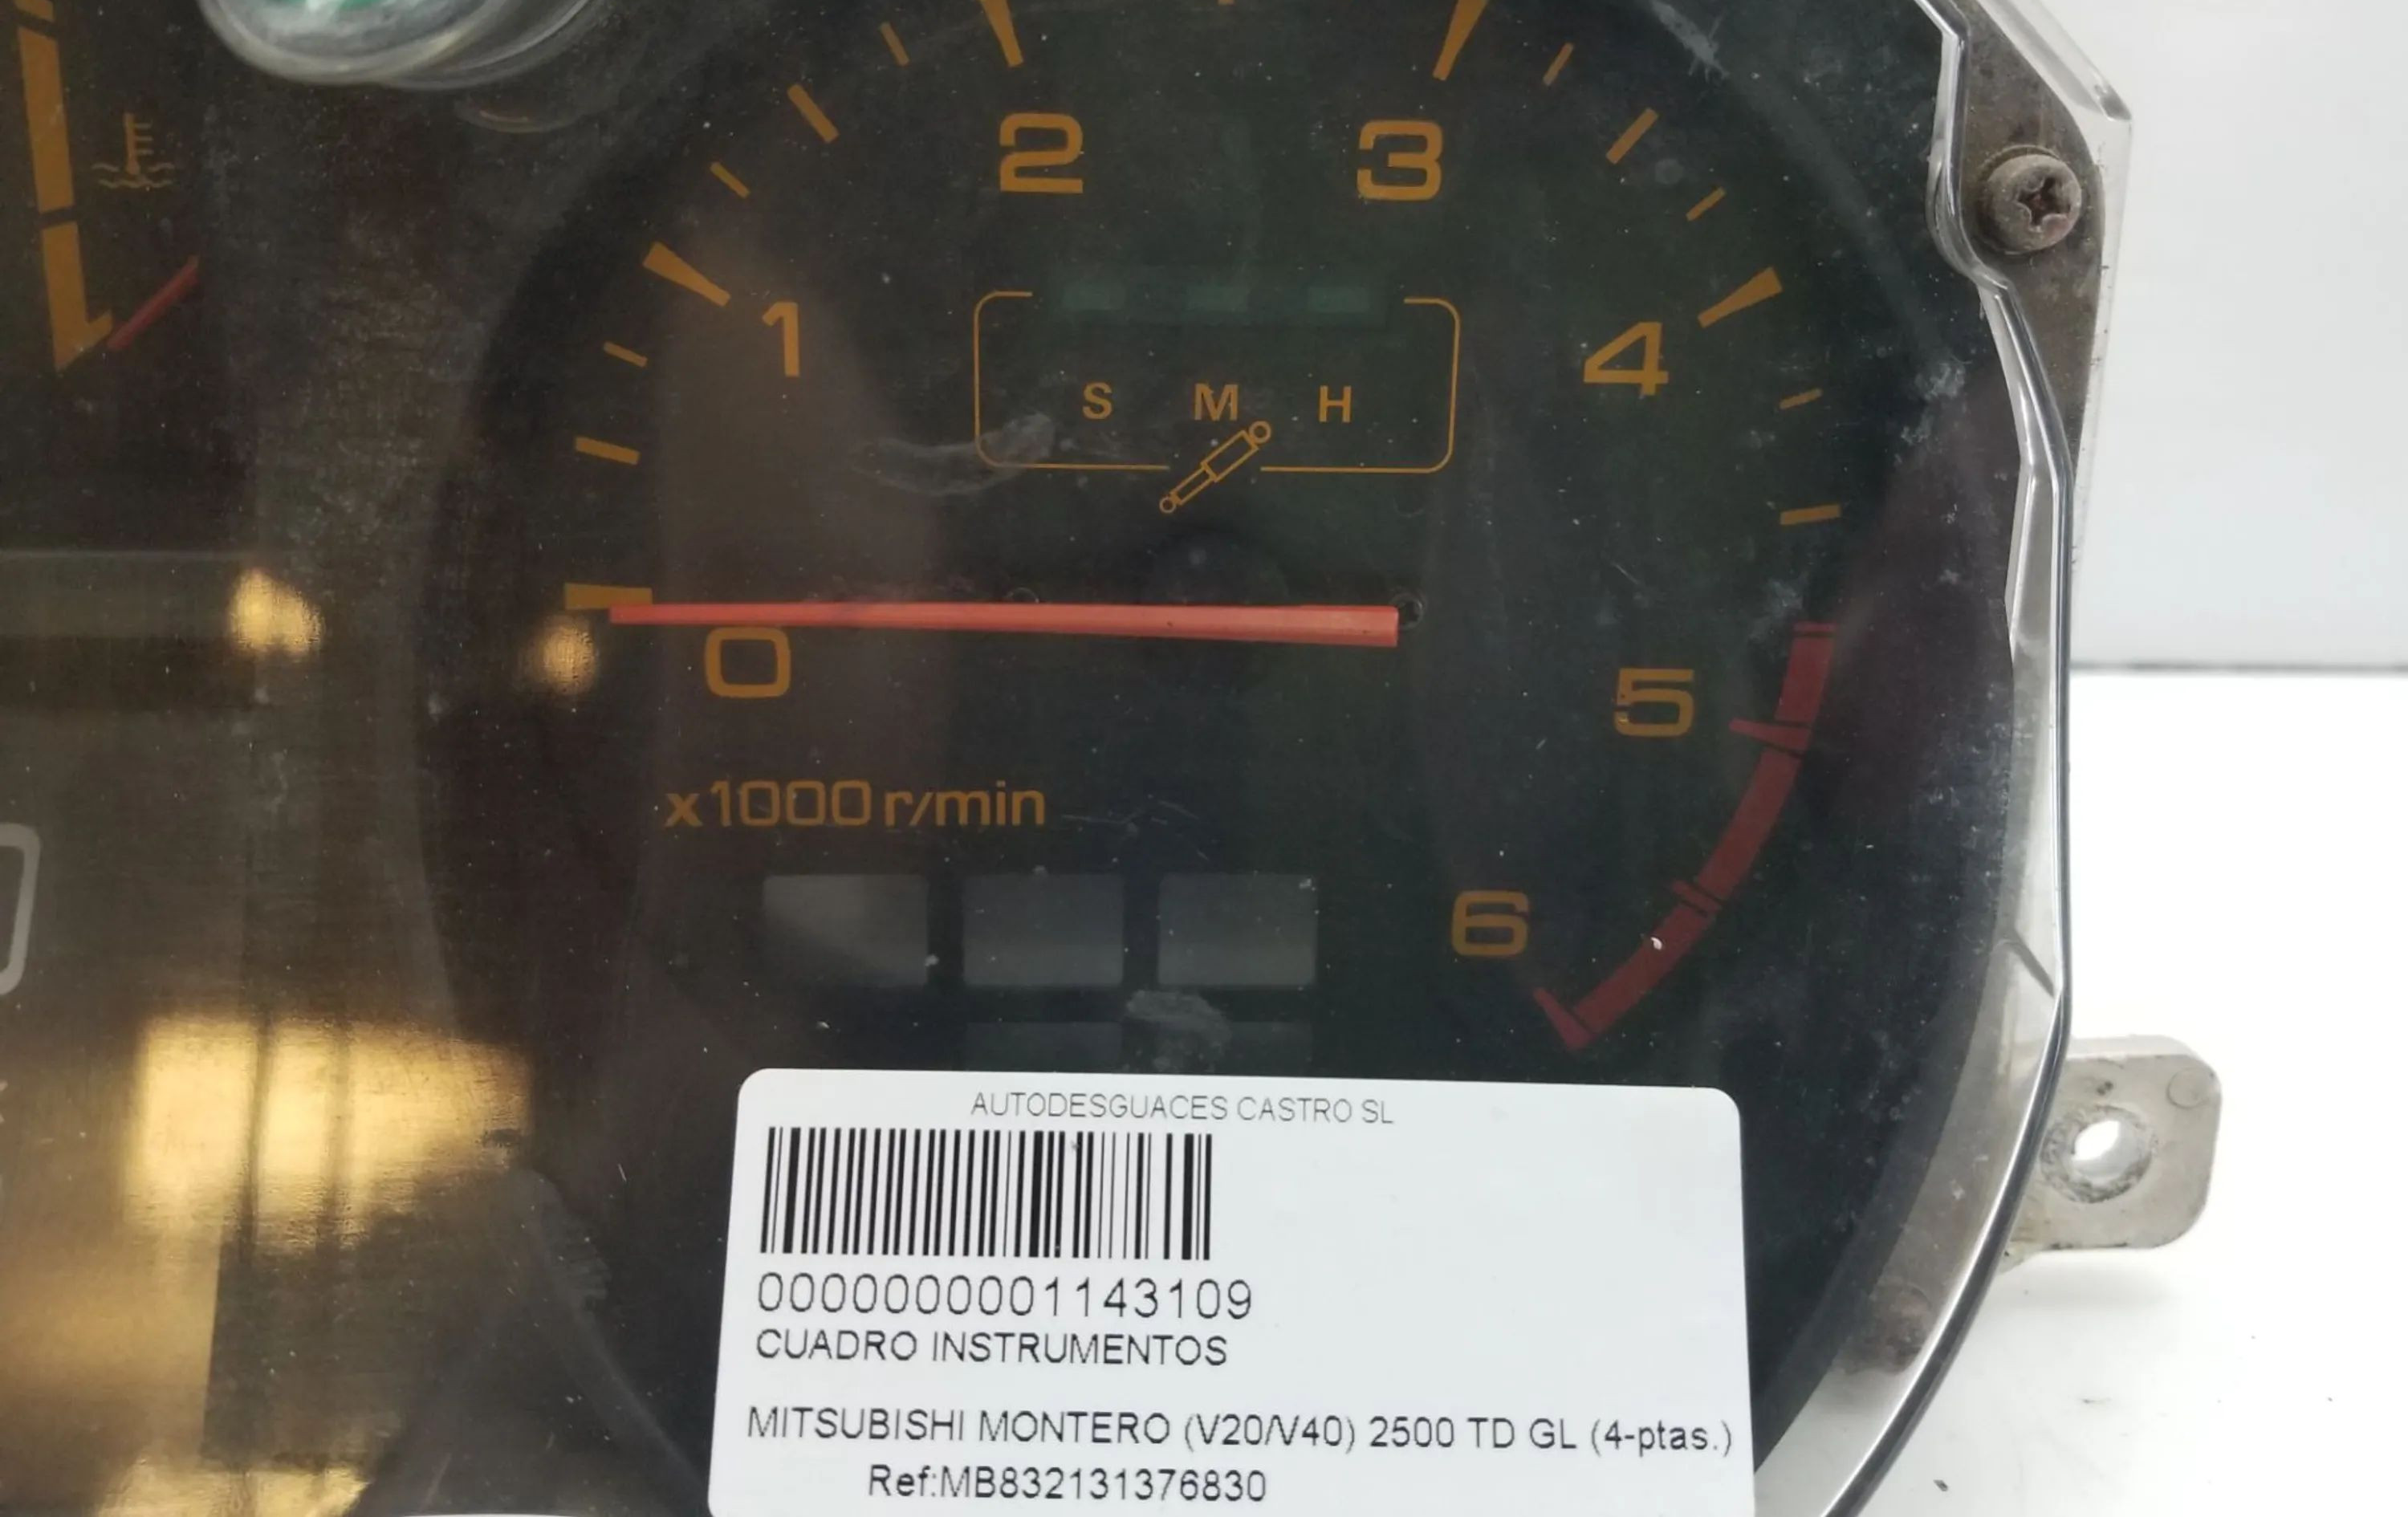 2 3
1 4
S M H
0 5
x1000 r/min
6
0
AUTODESGUACES CASTRO SL
0000000001143109
CUADRO INSTRUMENTOS
MITSUBISHI MONTERO (V20/V40) 2500 TD GL (4-ptas.)
Ref:MB832131376830